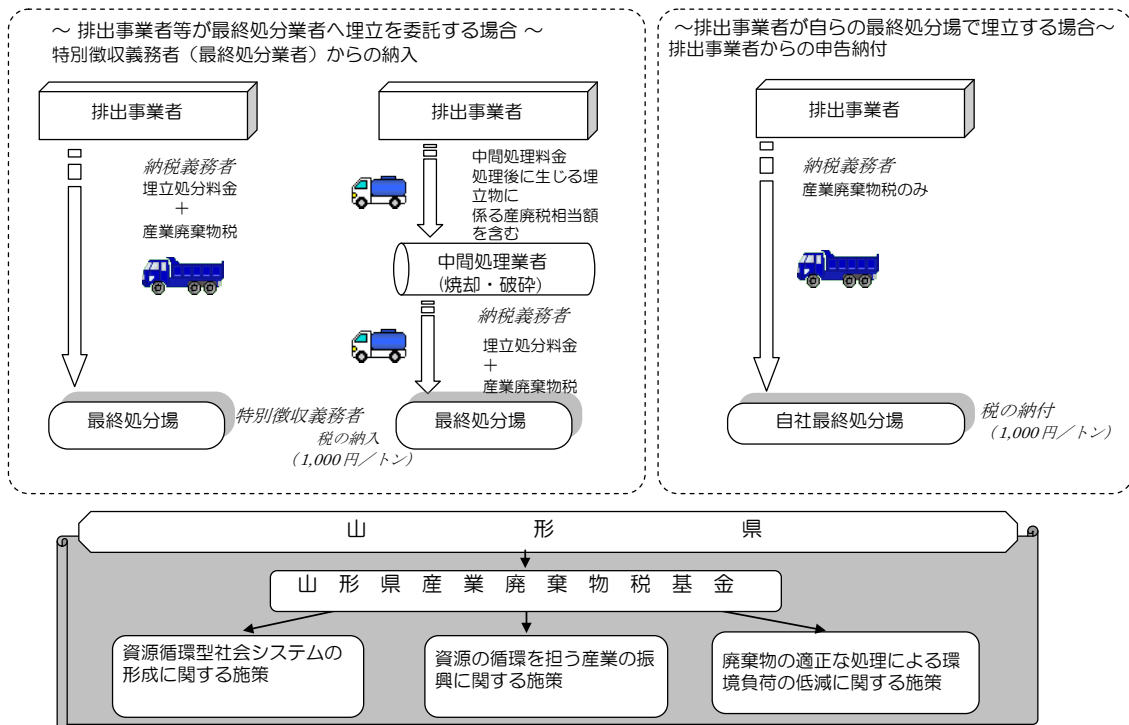 ～ 排出事業者等が最終処分業者へ埋立を委託する場合 ～
特別徴収義務者（最終処分業者）からの納入
排出事業者
納税義務者
埋立処分料金
＋
産業廃棄物税
最終処分場
特別徴収義務者
税の納入
（1,000円／トン）
排出事業者
中間処理料金
処理後に生じる埋
立物に
係る産廃税相当額
を含む
中間処理業者
(焼却・破砕）
納税義務者
埋立処分料金
＋
産業廃棄物税
最終処分場
～排出事業者が自らの最終処分場で埋立する場合～
排出事業者からの申告納付
排出事業者
納税義務者
産業廃棄物税のみ
自社最終処分場
税の納付
（1,000円／トン）
山　形　県
山形県産業廃棄物税基金
資源循環型社会システムの
形成に関する施策
資源の循環を担う産業の振
興に関する施策
廃棄物の適正な処理による環
境負荷の低減に関する施策